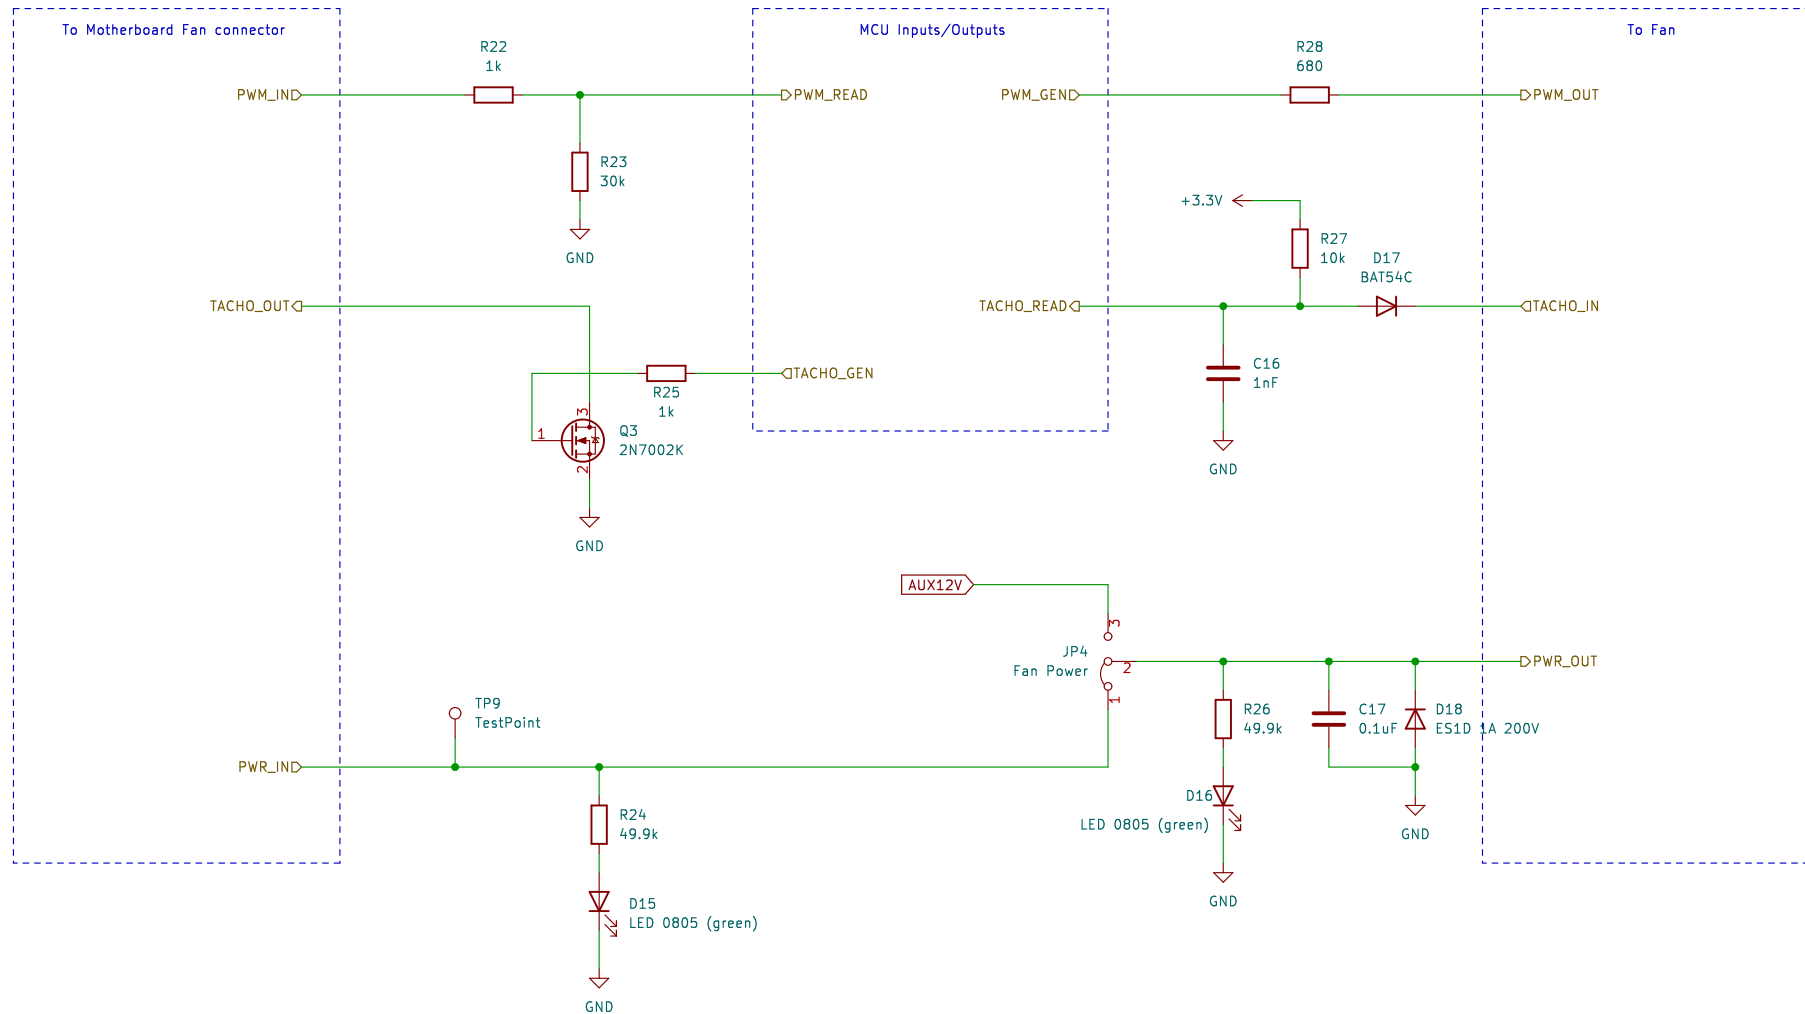 To Motherboard Fan connector
MCU Inputs/Outputs
To Fan
R22
1k
R28
680
PWM_IN
PWM_READ
PWM_GEN
PWM_OUT
R23
30k
GND
+3.3V
R27
10k
D17
BAT54C
TACHO_OUT
TACHO_READ
TACHO_IN
TACHO_GEN
R25
1k
C16
1nF
GND
3
1
2
Q3
2N7002K
GND
AUX12V
3
JP4
Fan Power
2
1
PWR_OUT
TP9
TestPoint
R26
49.9k
C17
0.1uF
D18
ES1D 1A 200V
PWR_IN
R24
49.9k
D16
LED 0805 (green)
GND
GND
D15
LED 0805 (green)
GND